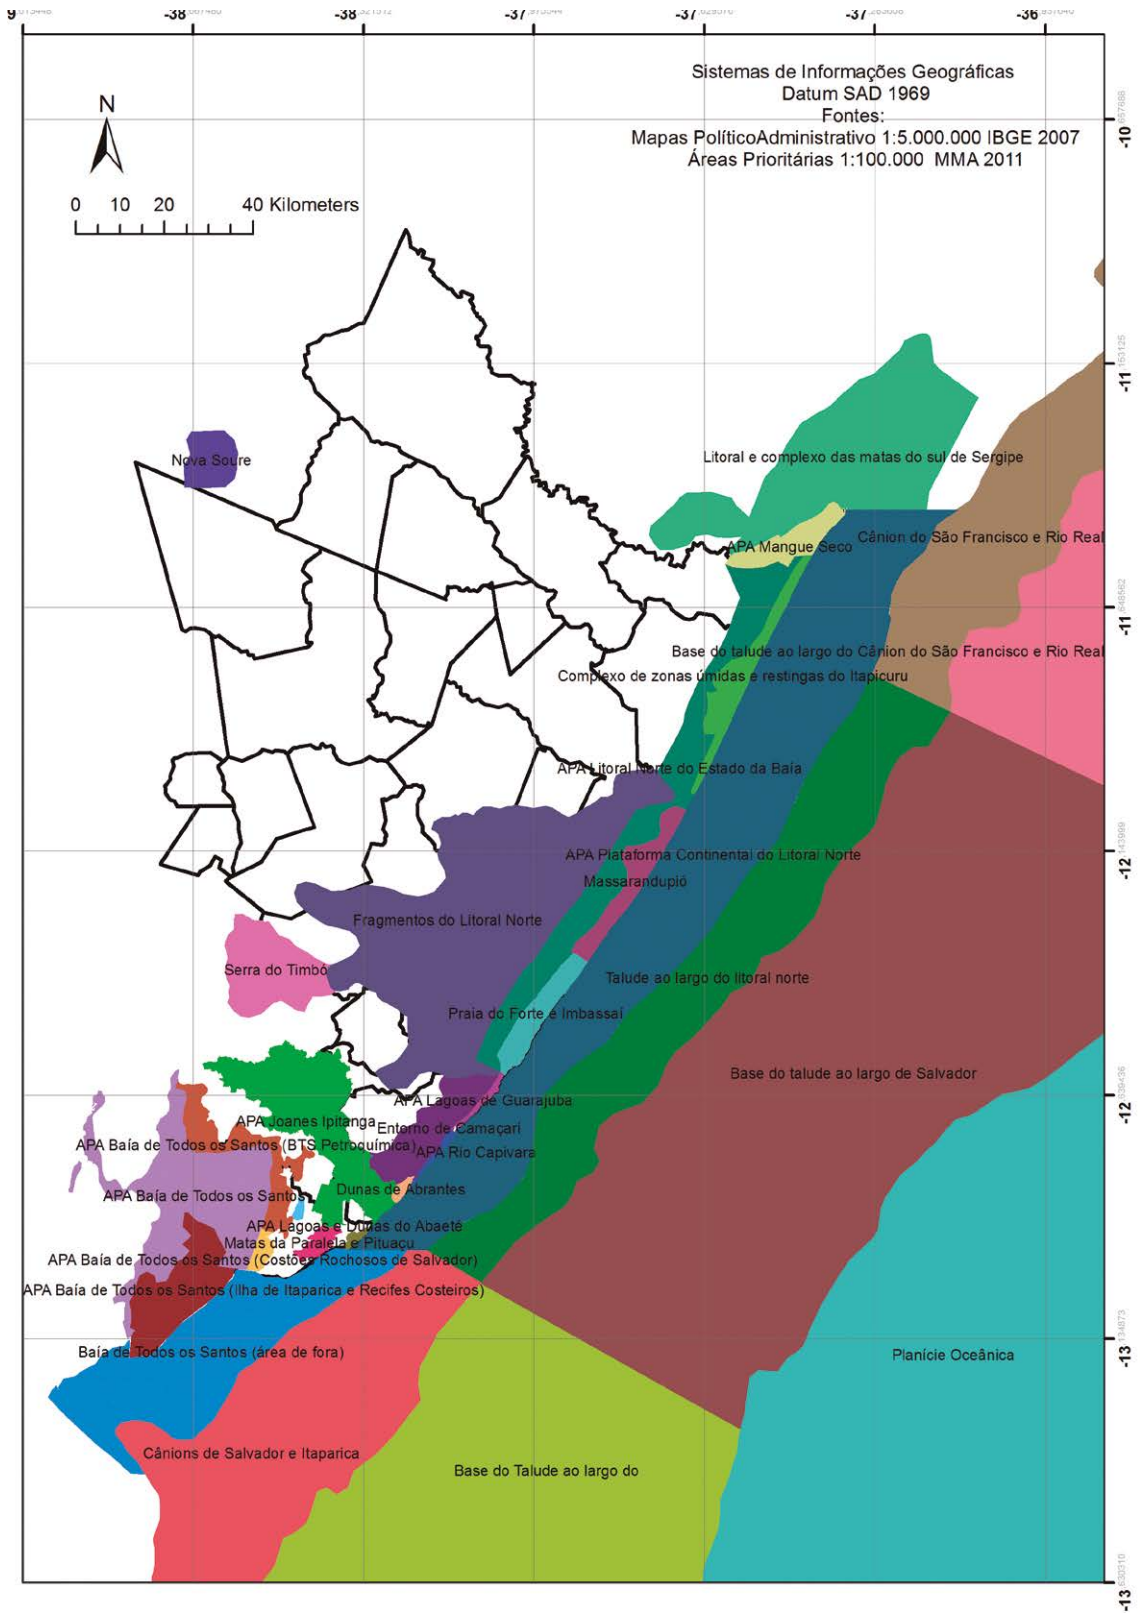 -38
-38
-37
-37
-37
-36
Sistemas de Informações Geográficas
Datum SAD 1969
Fontes:
Mapas PolíticoAdministrativo 1:5.000.000 IBGE 2007
Áreas Prioritárias 1:100.000 MMA 2011
N
0 10 20 40 Kilometers
-10
-11
Nova Soure
Litoral e complexo das matas do sul de Sergipe
Cânion do São Francisco e Rio Real
APA Mangue Seco
-11
Base do talude ao largo do Cânion do São Francisco e Rio Real
Complexo de zonas úmidas e restingas do Itapicuru
APA Litoral Norte do Estado da Baía
APA Plataforma Continental do Litoral Norte
-12
Massarandupió
Fragmentos do Litoral Norte
Serra do Timbó
Talude ao largo do litoral norte
Praia do Forte e Imbassaí
Base do talude ao largo de Salvador
-12
APA Lagoas de Guarajuba
APA Joanes Ipitanga
Entorno de Camaçari
APA Baía de Todos os Santos (BTS Petroquímica)
APA Rio Capivara
Dunas de Abrantes
APA Baía de Todos os Santos
APA Lagoas e Dunas do Abaeté
Matas da Paralela e Pituaçu
APA Baía de Todos os Santos (Costões Rochosos de Salvador)
APA Baía de Todos os Santos (Ilha de Itaparica e Recifes Costeiros)
-13
Baía de Todos os Santos (área de fora)
Planície Oceânica
Cânions de Salvador e Itaparica
Base do Talude ao largo do
-13